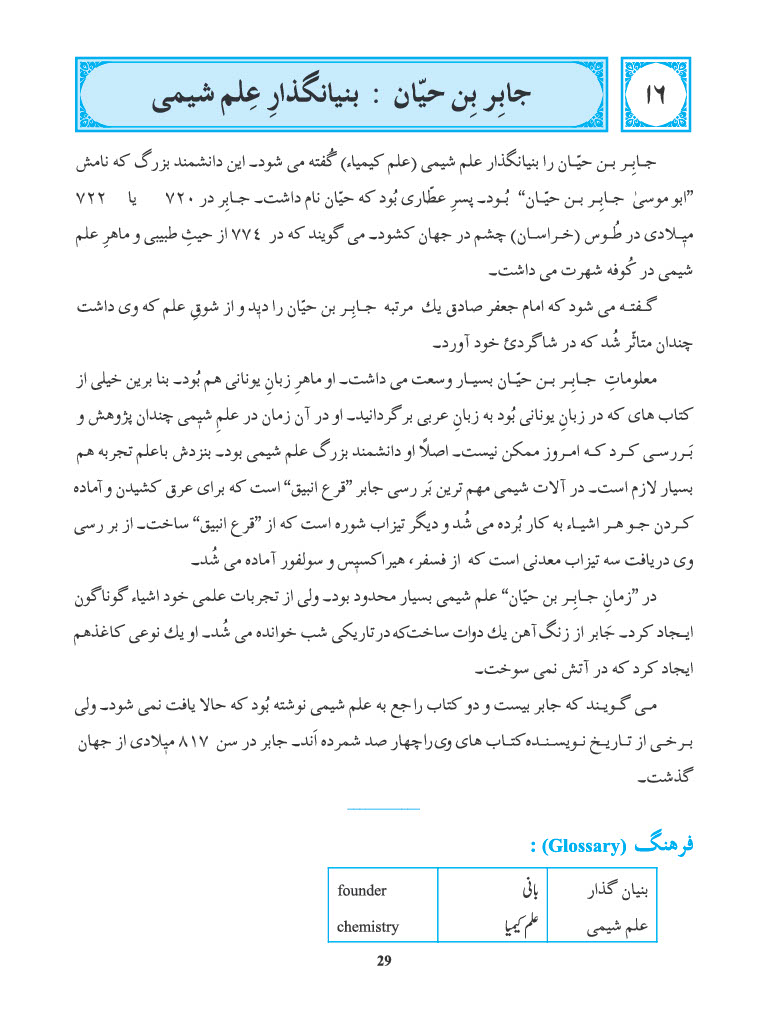 ۱۶
جابِر بِن حیّان : بنیانگذارِ عِلم شیمی
جابِر بن حیّان را بنیانگذار علم شیمی (علم کیمیاء) گُفته می شود۔ این دانشمند بزرگ که نامش
”ابو موسیٰ جابِر بن حیّان“ بُود۔ پسرِ عطّاری بُود که حیّان نام داشت۔ جابِر در ۷۲۰ یا ۷۲۲
میلادی در طُوس (خراسان) چشم در جهان کشود۔ می گویند که در ۷۷٤ از حیثِ طبیبی و ماهرِ علم
شیمی در کُوفه شهرت می داشت۔
گفته می شود که امام جعفر صادق یك مرتبه جابِر بن حیّان را دید و از شوقِ علم که وی داشت
چندان متاثّر شُد که در شاگردیٔ خود آورد۔
معلوماتِ جابِر بن حیّان بسیار وسعت می داشت۔ او ماهرِ زبانِ یونانی هم بُود۔ بنا برین خیلی از
کتاب های که در زبانِ یونانی بُود به زبانِ عربی برگردانید۔ او در آن زمان در علمِ شیمی چندان پژوهش و
بَررسی کرد که امروز ممکن نیست۔ اصلًا او دانشمند بزرگ علم شیمی بود۔ بنزدش باعلم تجربه هم
بسیار لازم است۔ در آلات شیمی مهم ترین بَر رسی جابر ”قرع انبیق“ است که برای عرق کشیدن و آماده
کردن جو هر اشیاء به کار بُرده می شُد و دیگر تیزاب شوره است که از ”قرع انبیق“ ساخت۔ از بر رسی
وی دریافت سه تیزاب معدنی است که از فسفر، هیراکسیس و سولفور آماده می شُد۔
در ”زمانِ جابِر بن حیّان“ علم شیمی بسیار محدود بود۔ ولی از تجربات علمی خود اشیاء گوناگون
ایجاد کرد۔ جَابر از زنگ آهن یك دوات ساخت که در تاریکی شب خوانده می شُد۔ او یك نوعی کاغذ هم
ایجاد کرد که در آتش نمی سوخت۔
می گویند که جابر بیست و دو کتاب راجع به علم شیمی نوشته بُود که حالا یافت نمی شود۔ ولی
برخی از تاریخ نویسنده کتاب های وی را چهار صد شمرده اَند۔ جابر در سن ۸۱۷ میلادی از جهان
گذشت۔
فرهنگ (Glossary) :
بنیان گذار بانی founder
علم شیمی علم کیمیا chemistry
29